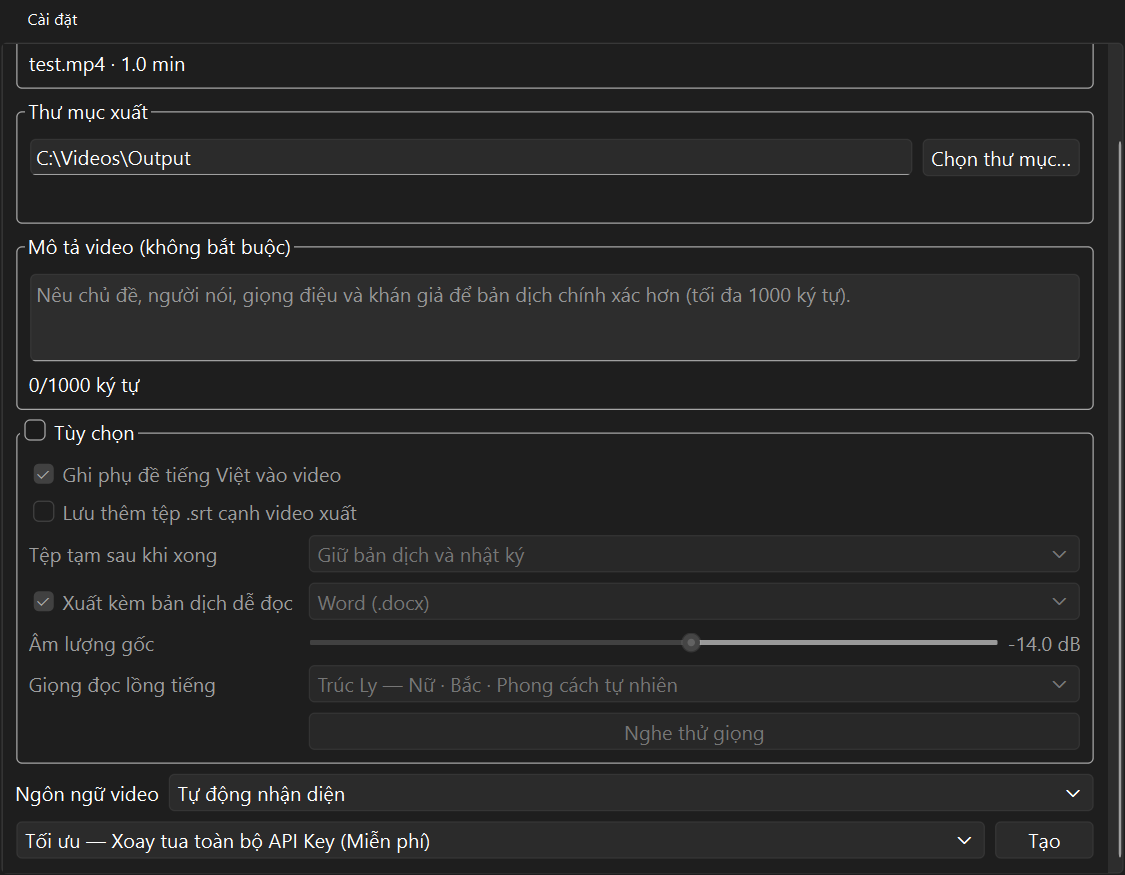 Cài đặt
test.mp4 · 1.0 min
Thư mục xuất
C:\Videos\Output
Chọn thư mục...
Mô tả video (không bắt buộc)
Nêu chủ đề, người nói, giọng điệu và khán giả để bản dịch chính xác hơn (tối đa 1000 ký tự).
0/1000 ký tự
Tùy chọn
Ghi phụ đề tiếng Việt vào video
Lưu thêm tệp .srt cạnh video xuất
Tệp tạm sau khi xong
Giữ bản dịch và nhật ký
Xuất kèm bản dịch dễ đọc
Word (.docx)
Âm lượng gốc
-14.0 dB
Giọng đọc lồng tiếng
Trúc Ly — Nữ · Bắc · Phong cách tự nhiên
Nghe thử giọng
Ngôn ngữ video
Tự động nhận diện
Tối ưu — Xoay tua toàn bộ API Key (Miễn phí)
Tạo